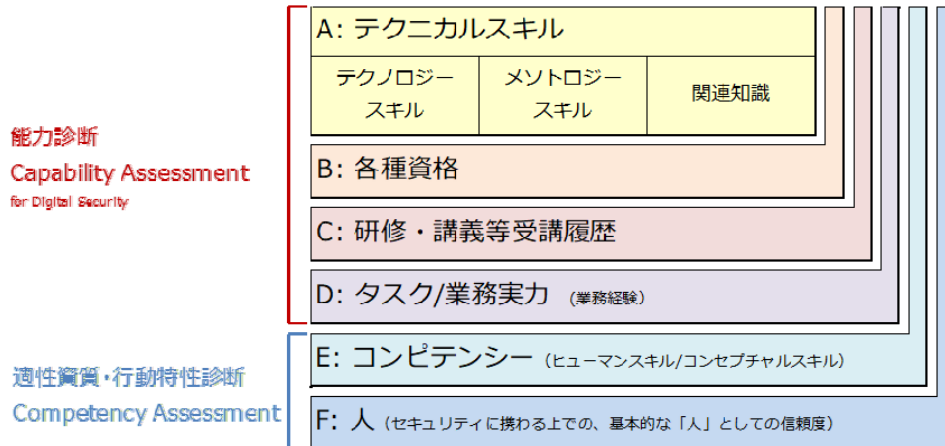 A: テクニカルスキル
テクノロジー
スキル
メソトロジー
スキル
関連知識
能力診断
Capability Assessment
for Digital Security
B: 各種資格
C: 研修・講義等受講履歴
D: タスク/業務実力 (業務経験)
E: コンピテンシー (ヒューマンスキル/コンセプチャルスキル)
適性資質・行動特性診断
Competency Assessment
F: 人 (セキュリティに携わる上での、基本的な「人」としての信頼度)